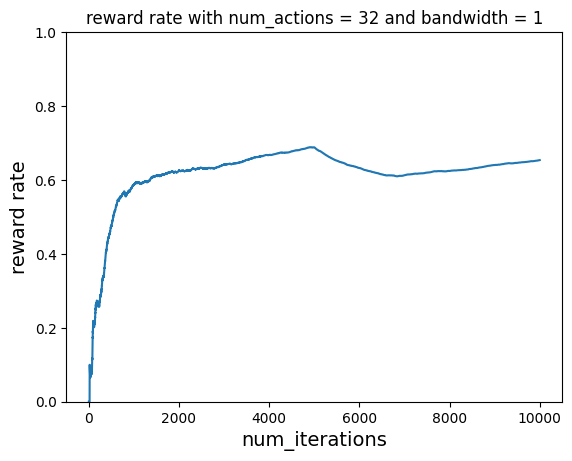 reward rate with num_actions = 32 and bandwidth = 1
1.0
0.8
0.6
0.4
0.2
0.0
reward rate
0 2000 4000 6000 8000 10000
num_iterations